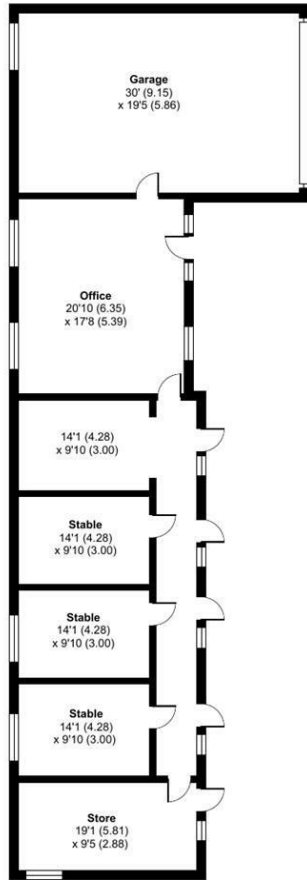 Garage
30' (9.15)
x 19'5 (5.86)
Office
20'10 (6.35)
x 17'8 (5.39)
14'1 (4.28)
x 9'10 (3.00)
Stable
14'1 (4.28)
x 9'10 (3.00)
Stable
14'1 (4.28)
x 9'10 (3.00)
Stable
14'1 (4.28)
x 9'10 (3.00)
Store
19'1 (5.81)
x 9'5 (2.88)